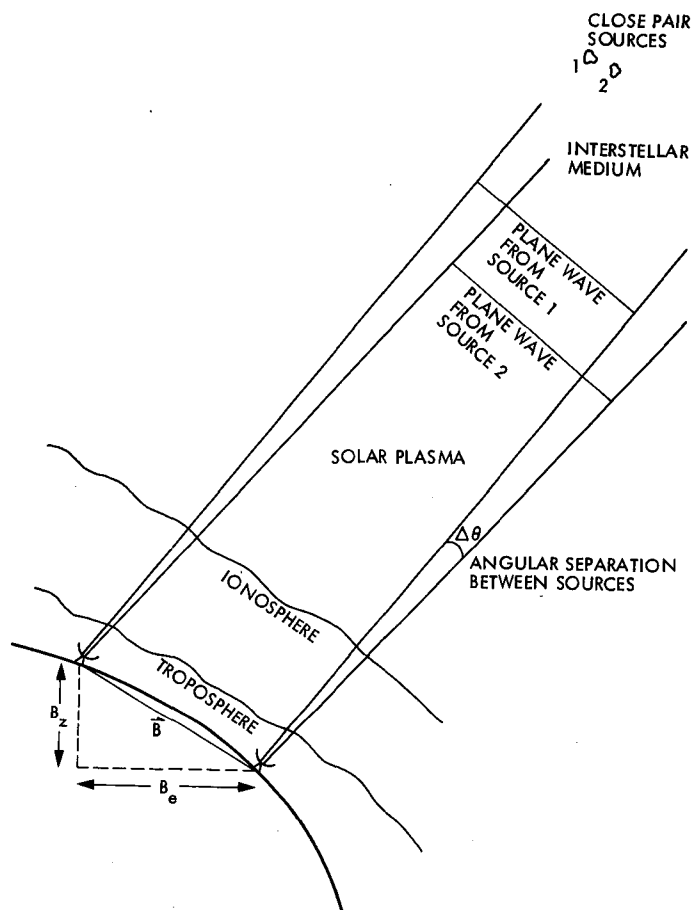 CLOSE PAIR
SOURCES
1
2
INTERSTELLAR
MEDIUM
PLANE WAVE
FROM
SOURCE 1
PLANE WAVE
FROM
SOURCE 2
SOLAR PLASMA
Δθ
ANGULAR SEPARATION
BETWEEN SOURCES
IONOSPHERE
TROPOSPHERE
B_z
B⃗
B_e